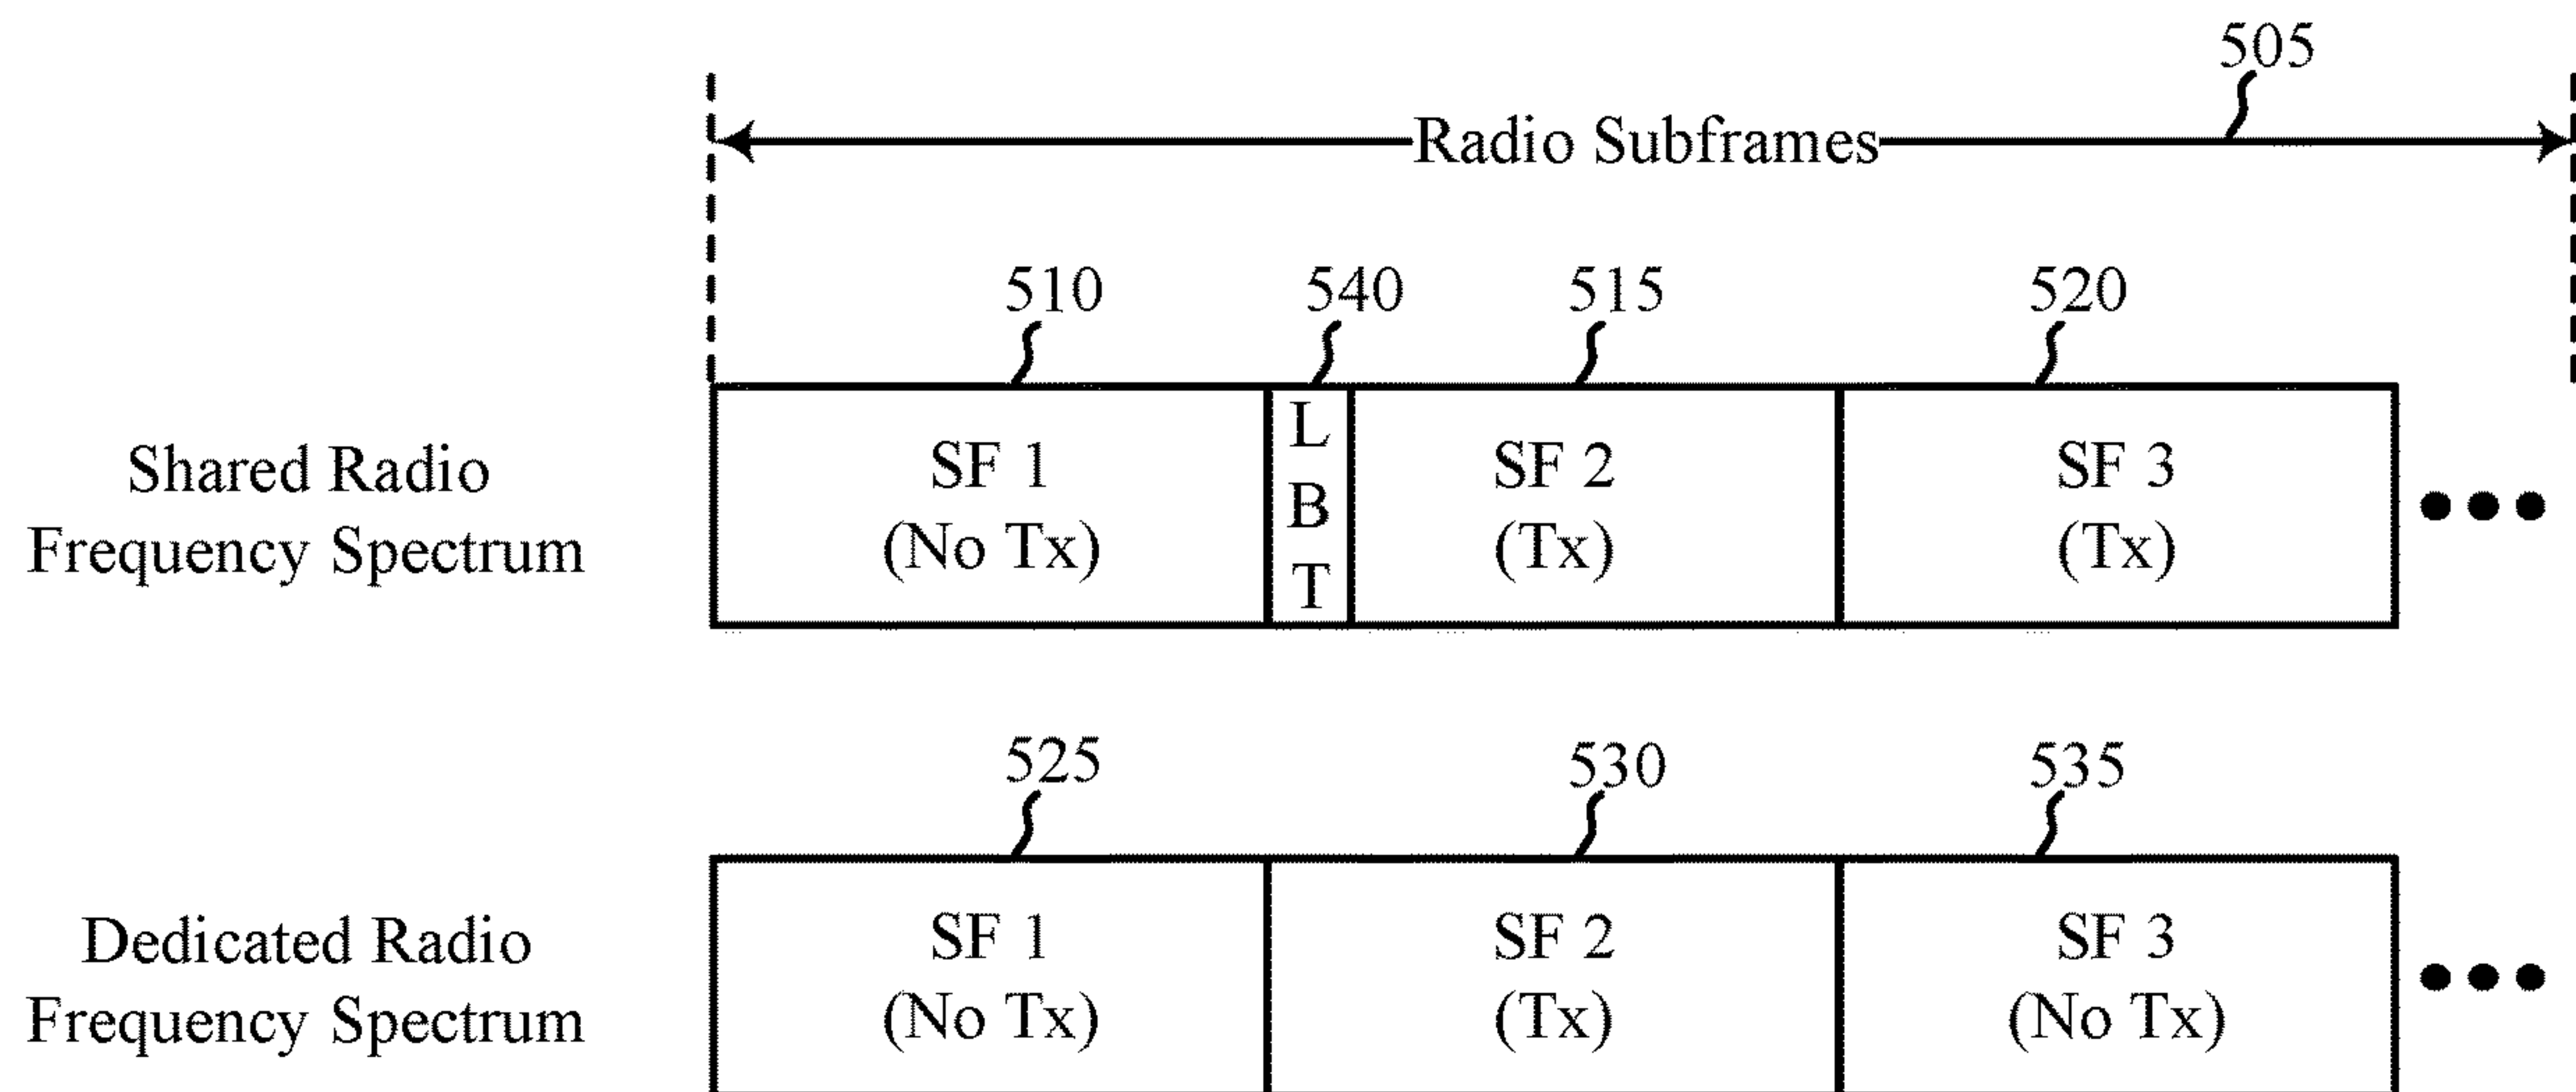 505
Radio Subframes
510
540
515
520
Shared Radio
Frequency Spectrum
SF 1
(No Tx)
L
B
T
SF 2
(Tx)
SF 3
(Tx)
525
530
535
Dedicated Radio
Frequency Spectrum
SF 1
(No Tx)
SF 2
(Tx)
SF 3
(No Tx)